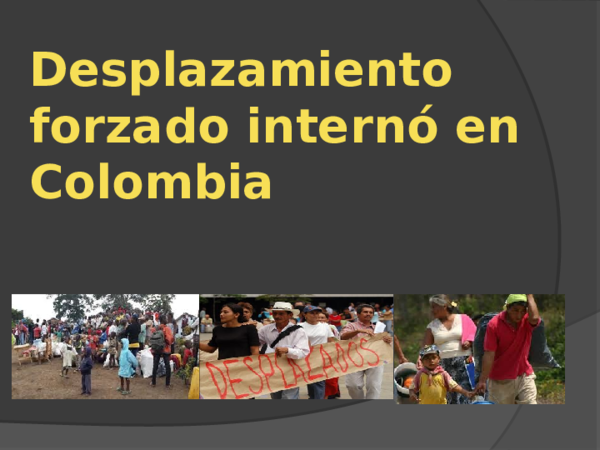 Desplazamiento
forzado internó en
Colombia
DESPLAZADOS